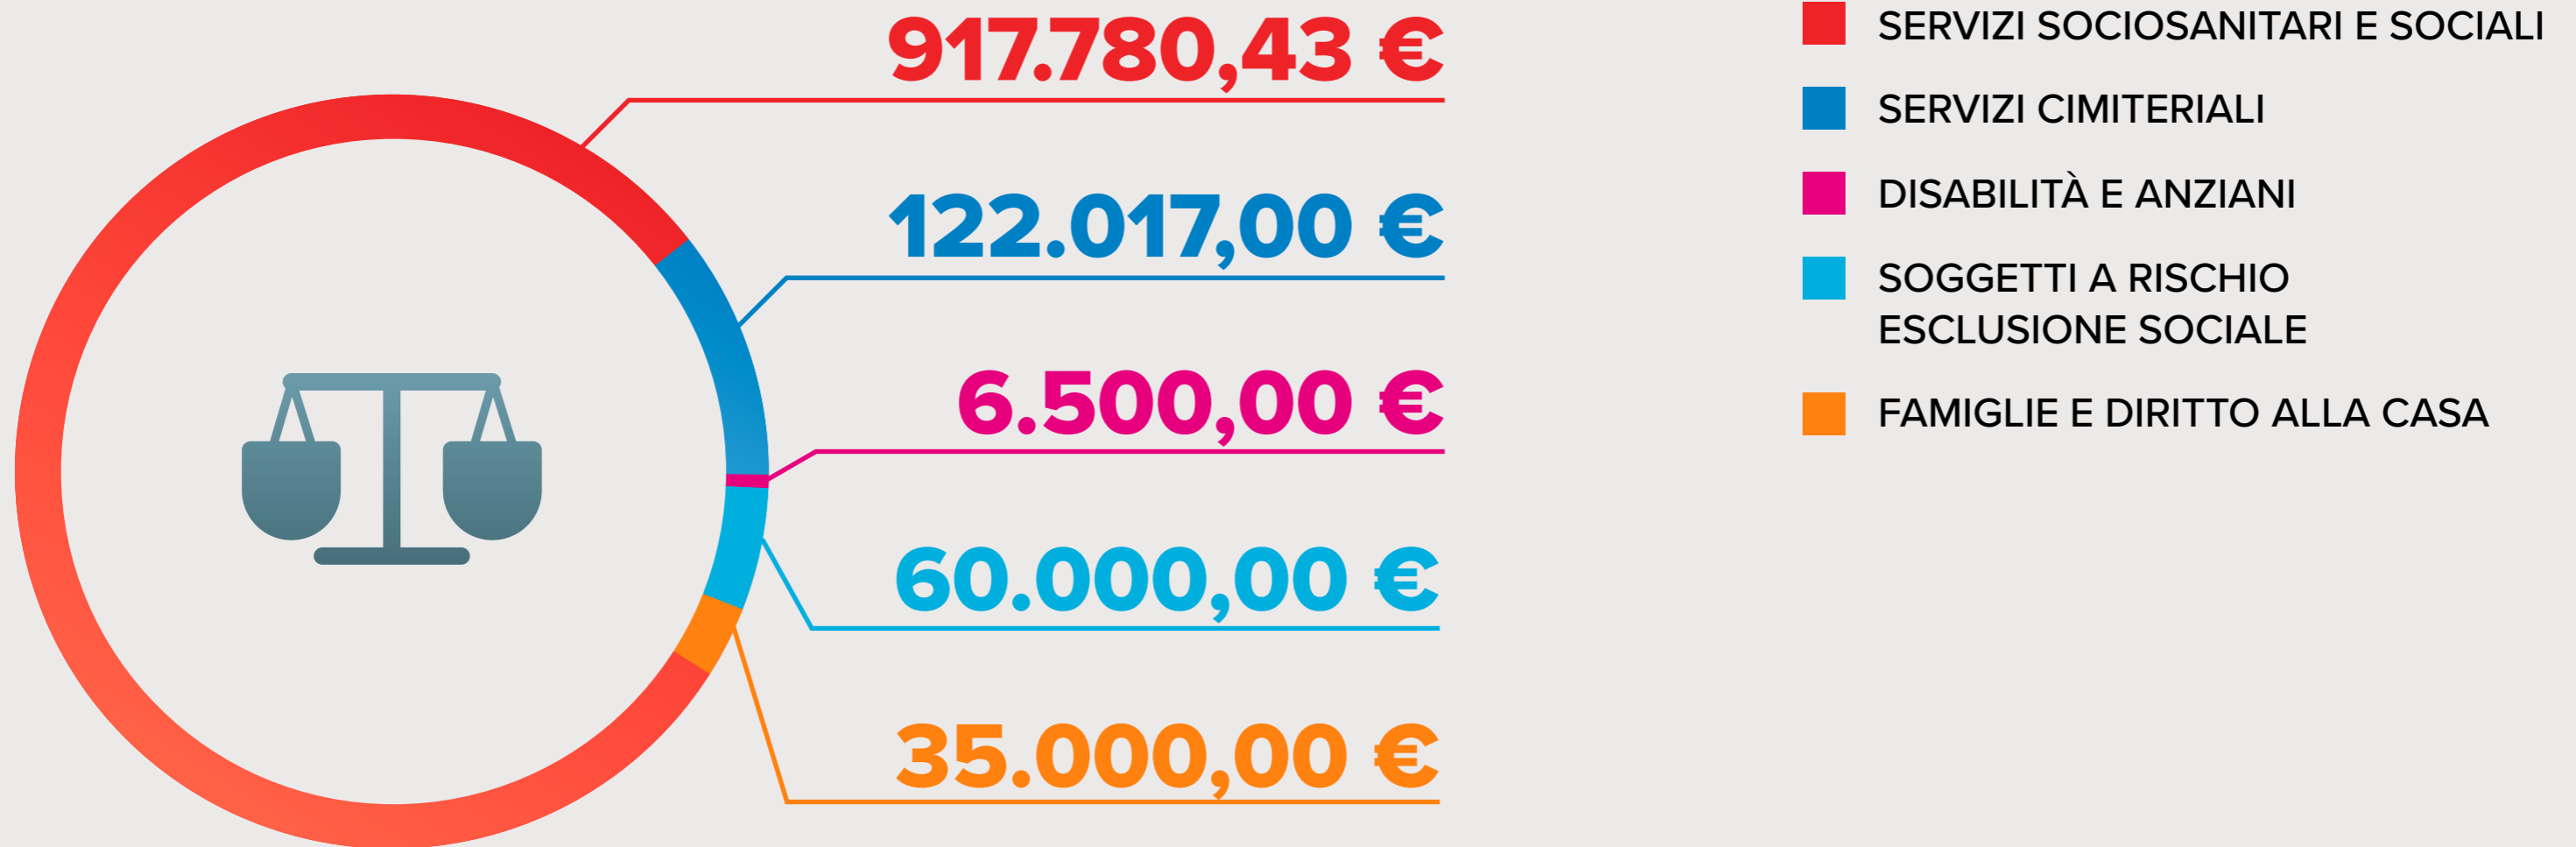 917.780,43 €
122.017,00 €
6.500,00 €
60.000,00 €
35.000,00 €
SERVIZI SOCIOSANITARI E SOCIALI
SERVIZI CIMITERIALI
DISABILITÀ E ANZIANI
SOGGETTI A RISCHIO
ESCLUSIONE SOCIALE
FAMIGLIE E DIRITTO ALLA CASA